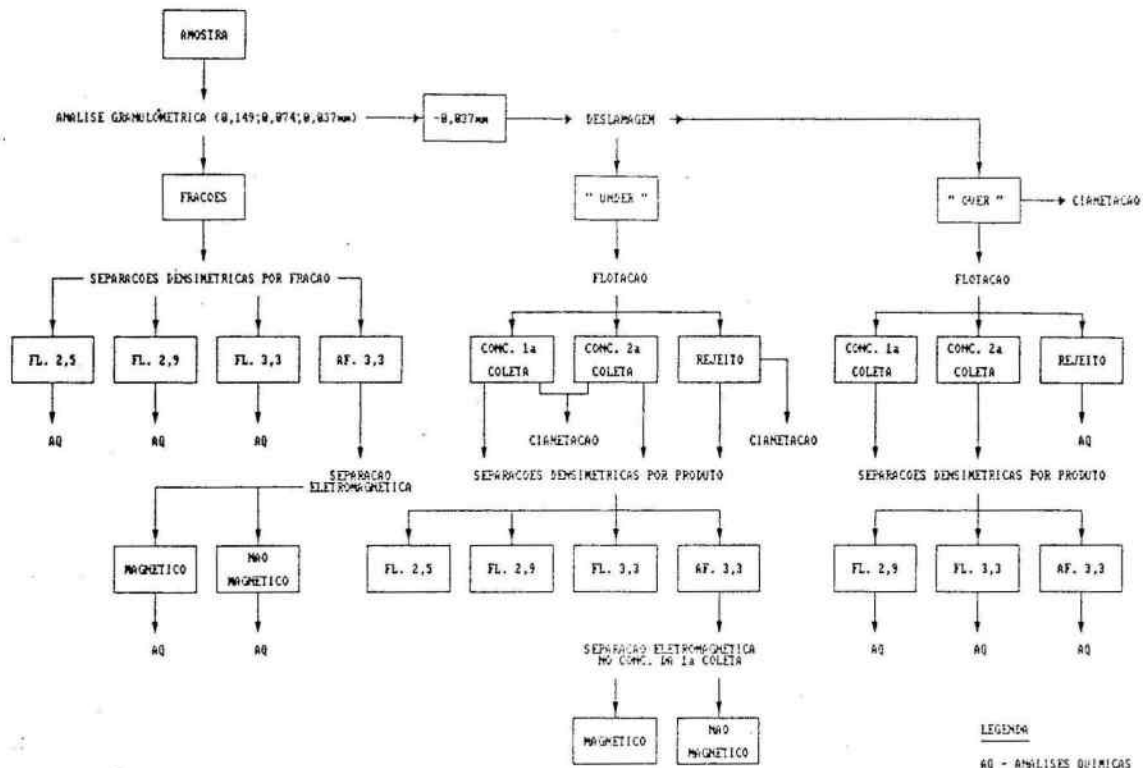 AMOSTRA
ANALISE GRANULOMETRICA (0,149;0,074;0,037mm)
-0,037mm
DESLAMAGEM
FRACOES
" UNDER "
" OVER "
CIANETACAO
SEPARACOES DENSIMETRICAS POR FRACAO
FLOTACAO
FLOTACAO
FL. 2,5
FL. 2,9
FL. 3,3
AF. 3,3
CONC. 1a
COLETA
CONC. 2a
COLETA
REJEITO
CONC. 1a
COLETA
CONC. 2a
COLETA
REJEITO
AQ
AQ
AQ
CIANETACAO
CIANETACAO
AQ
SEPARACAO
ELETROMAGNETICA
SEPARACOES DENSIMETRICAS POR PRODUTO
SEPARACOES DENSIMETRICAS POR PRODUTO
MAGNETICO
NAO
MAGNETICO
FL. 2,5
FL. 2,9
FL. 3,3
AF. 3,3
FL. 2,9
FL. 3,3
AF. 3,3
AQ
AQ
SEPARACAO ELETROMAGNETICA
NO CONC. DA 1a COLETA
AQ
AQ
AQ
MAGNETICO
NAO
MAGNETICO
LEGENDA
AQ - ANALISES QUIMICAS